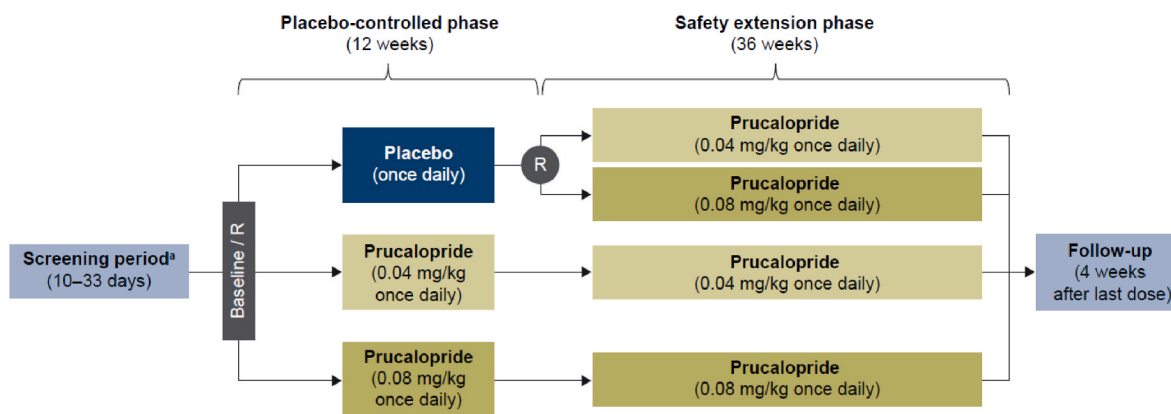 Placebo-controlled phase
(12 weeks)
Safety extension phase
(36 weeks)
Placebo
(once daily)
R
Prucalopride
(0.04 mg/kg once daily)
Prucalopride
(0.08 mg/kg once daily)
Screening periodᵃ
(10–33 days)
Baseline / R
Prucalopride
(0.04 mg/kg
once daily)
Prucalopride
(0.04 mg/kg once daily)
Follow-up
(4 weeks
after last dose)
Prucalopride
(0.08 mg/kg
once daily)
Prucalopride
(0.08 mg/kg once daily)